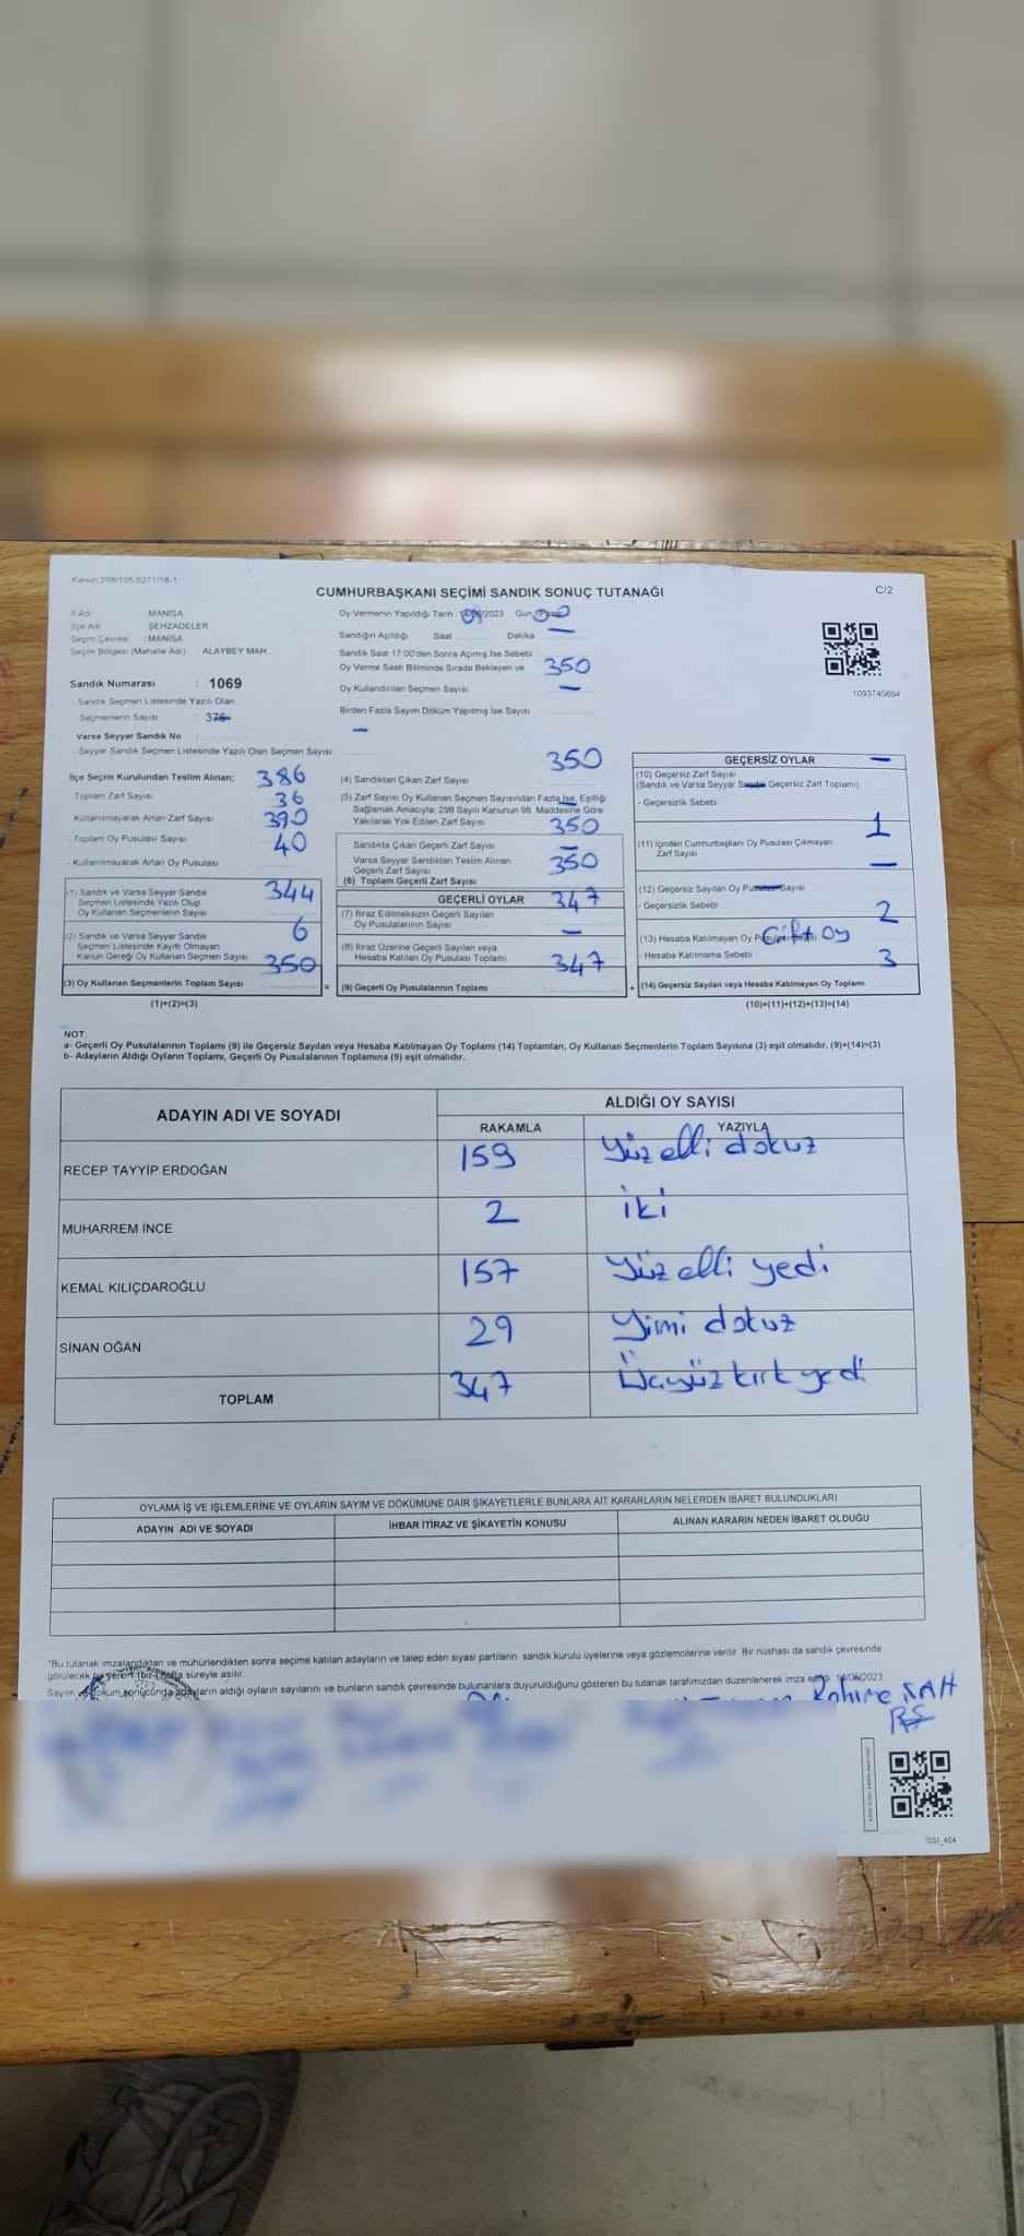 Kanun:298/105-6271/16-1
CUMHURBAŞKANI SEÇİMİ SANDIK SONUÇ TUTANAĞI
C/2
İl Adı : MANİSA
İlçe Adı : ŞEHZADELER
Seçim Çevresi : MANİSA
Seçim Bölgesi (Mahalle Adı) ALAYBEY MAH
Sandık Numarası : 1069
Sandık Seçmen Listesinde Yazılı Olan
Seçmenlerin Sayısı : 376
Varsa Seyyar Sandık No :
- Seyyar Sandık Seçmen Listesinde Yazılı Olan Seçmen Sayısı
Oy Vermenin Yapıldığı Tarih : /2023 Gün
Sandığın Açıldığı Saat Dakika —
Sandık Saat 17:00'den Sonra Açılmış İse Sebebi
Oy Verme Saati Bitiminde Sırada Bekleyen ve 350
Oy Kullandırılan Seçmen Sayısı —
Birden Fazla Sayım Döküm Yapılmış İse Sayısı
—
1093745694
İlçe Seçim Kurulundan Teslim Alınan; 386
Toplam Zarf Sayısı 36
Kullanılmayarak Artan Zarf Sayısı 390
- Toplam Oy Pusulası Sayısı 40
- Kullanılmayarak Artan Oy Pusulası
(1) Sandık ve Varsa Seyyar Sandık 344
Seçmen Listesinde Yazılı Olup
Oy Kullanan Seçmenlerin Sayısı
(2) Sandık ve Varsa Seyyar Sandık 6
Seçmen Listesinde Kayıtlı Olmayan
Kanun Gereği Oy Kullanan Seçmen Sayısı 350
(3) Oy Kullanan Seçmenlerin Toplam Sayısı
(1)+(2)=(3)
350
(4) Sandıktan Çıkan Zarf Sayısı
(5) Zarf Sayısı Oy Kullanan Seçmen Sayısından Fazla İse, Eşitliği
Sağlamak Amacıyla; 298 Sayılı Kanunun 98. Maddesine Göre
Yakılarak Yok Edilen Zarf Sayısı 350
Sandıkta Çıkan Geçerli Zarf Sayısı —
Varsa Seyyar Sandıktan Teslim Alınan 350
Geçerli Zarf Sayısı
(6) Toplam Geçerli Zarf Sayısı
GEÇERLİ OYLAR 347
(7) İtiraz Edilmeksizin Geçerli Sayılan
Oy Pusulalarının Sayısı —
(8) İtiraz Üzerine Geçerli Sayılan veya
Hesaba Katılan Oy Pusulası Toplamı 347
= (9) Geçerli Oy Pusulalarının Toplamı
GEÇERSİZ OYLAR —
(10) Geçersiz Zarf Sayısı
(Sandık ve Varsa Seyyar Sandık Geçersiz Zarf Toplamı)
- Geçersizlik Sebebi
1
(11) İçinden Cumhurbaşkanı Oy Pusulası Çıkmayan
Zarf Sayısı —
(12) Geçersiz Sayılan Oy Pusulası Sayısı
- Geçersizlik Sebebi 2
(13) Hesaba Katılmayan Oy Çift oy
- Hesaba Katılmama Sebebi 3
+ (14) Geçersiz Sayılan veya Hesaba Katılmayan Oy Toplamı
(10)+(11)+(12)+(13)=(14)
NOT:
a- Geçerli Oy Pusulalarının Toplamı (9) ile Geçersiz Sayılan veya Hesaba Katılmayan Oy Toplamı (14) Toplamları, Oy Kullanan Seçmenlerin Toplam Sayısına (3) eşit olmalıdır. (9)+(14)=(3)
b- Adayların Aldığı Oyların Toplamı, Geçerli Oy Pusulalarının Toplamına (9) eşit olmalıdır.
ADAYIN ADI VE SOYADI
ALDIĞI OY SAYISI
RAKAMLA YAZIYLA
RECEP TAYYİP ERDOĞAN 159 Yüz elli dokuz
MUHARREM İNCE 2 iki
KEMAL KILIÇDAROĞLU 157 Yüz elli yedi
SİNAN OĞAN 29 Yimi dokuz
TOPLAM 347 Üçyüz kırk yedi
OYLAMA İŞ VE İŞLEMLERİNE VE OYLARIN SAYIM VE DÖKÜMÜNE DAİR ŞİKAYETLERLE BUNLARA AİT KARARLARIN NELERDEN İBARET BULUNDUKLARI
ADAYIN ADI VE SOYADI İHBAR İTİRAZ VE ŞİKAYETİN KONUSU ALINAN KARARIN NEDEN İBARET OLDUĞU
"Bu tutanak imzalandıktan ve mühürlendikten sonra seçime katılan adayların ve talep eden siyasi partilerin sandık kurulu üyelerine veya gözlemcilerine verilir. Bir nüshası da sandık çevresinde
görülecek bir yere bir hafta süreyle asılır.
Sayım ve döküm sonucunda adayların aldığı oyların sayılarını ve bunların sandık çevresinde bulunanlara duyurulduğunu gösteren bu tutanak tarafımızdan düzenlenerek imza 14/05/2023